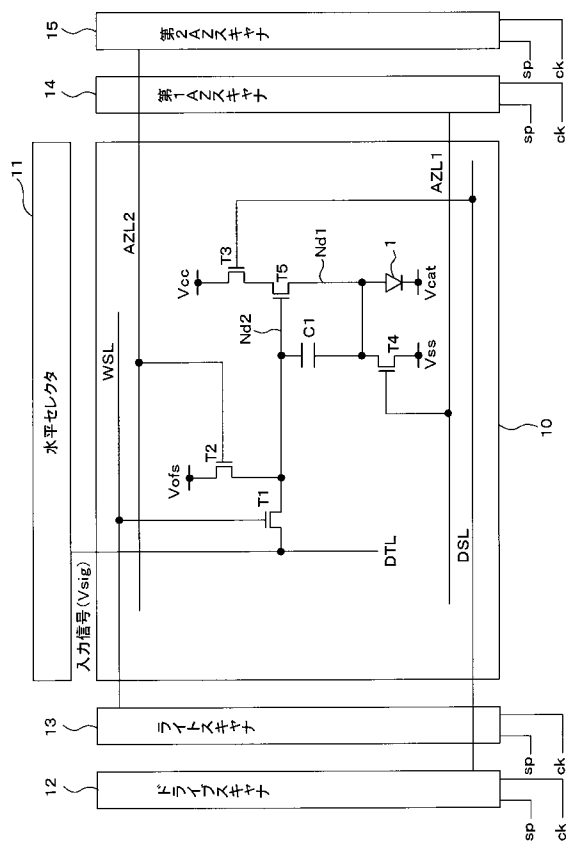 11
水平セレクタ
入力信号(Vsig)
13
ライトスキャナ
sp
ck
12
ドライブスキャナ
sp
ck
15
第2AZスキャナ
sp
ck
14
第1AZスキャナ
sp
ck
WSL
AZL2
Vofs
T2
T1
DTL
Vcc
T3
T5
Nd2
Nd1
C1
1
T4
Vss
Vcat
AZL1
DSL
10